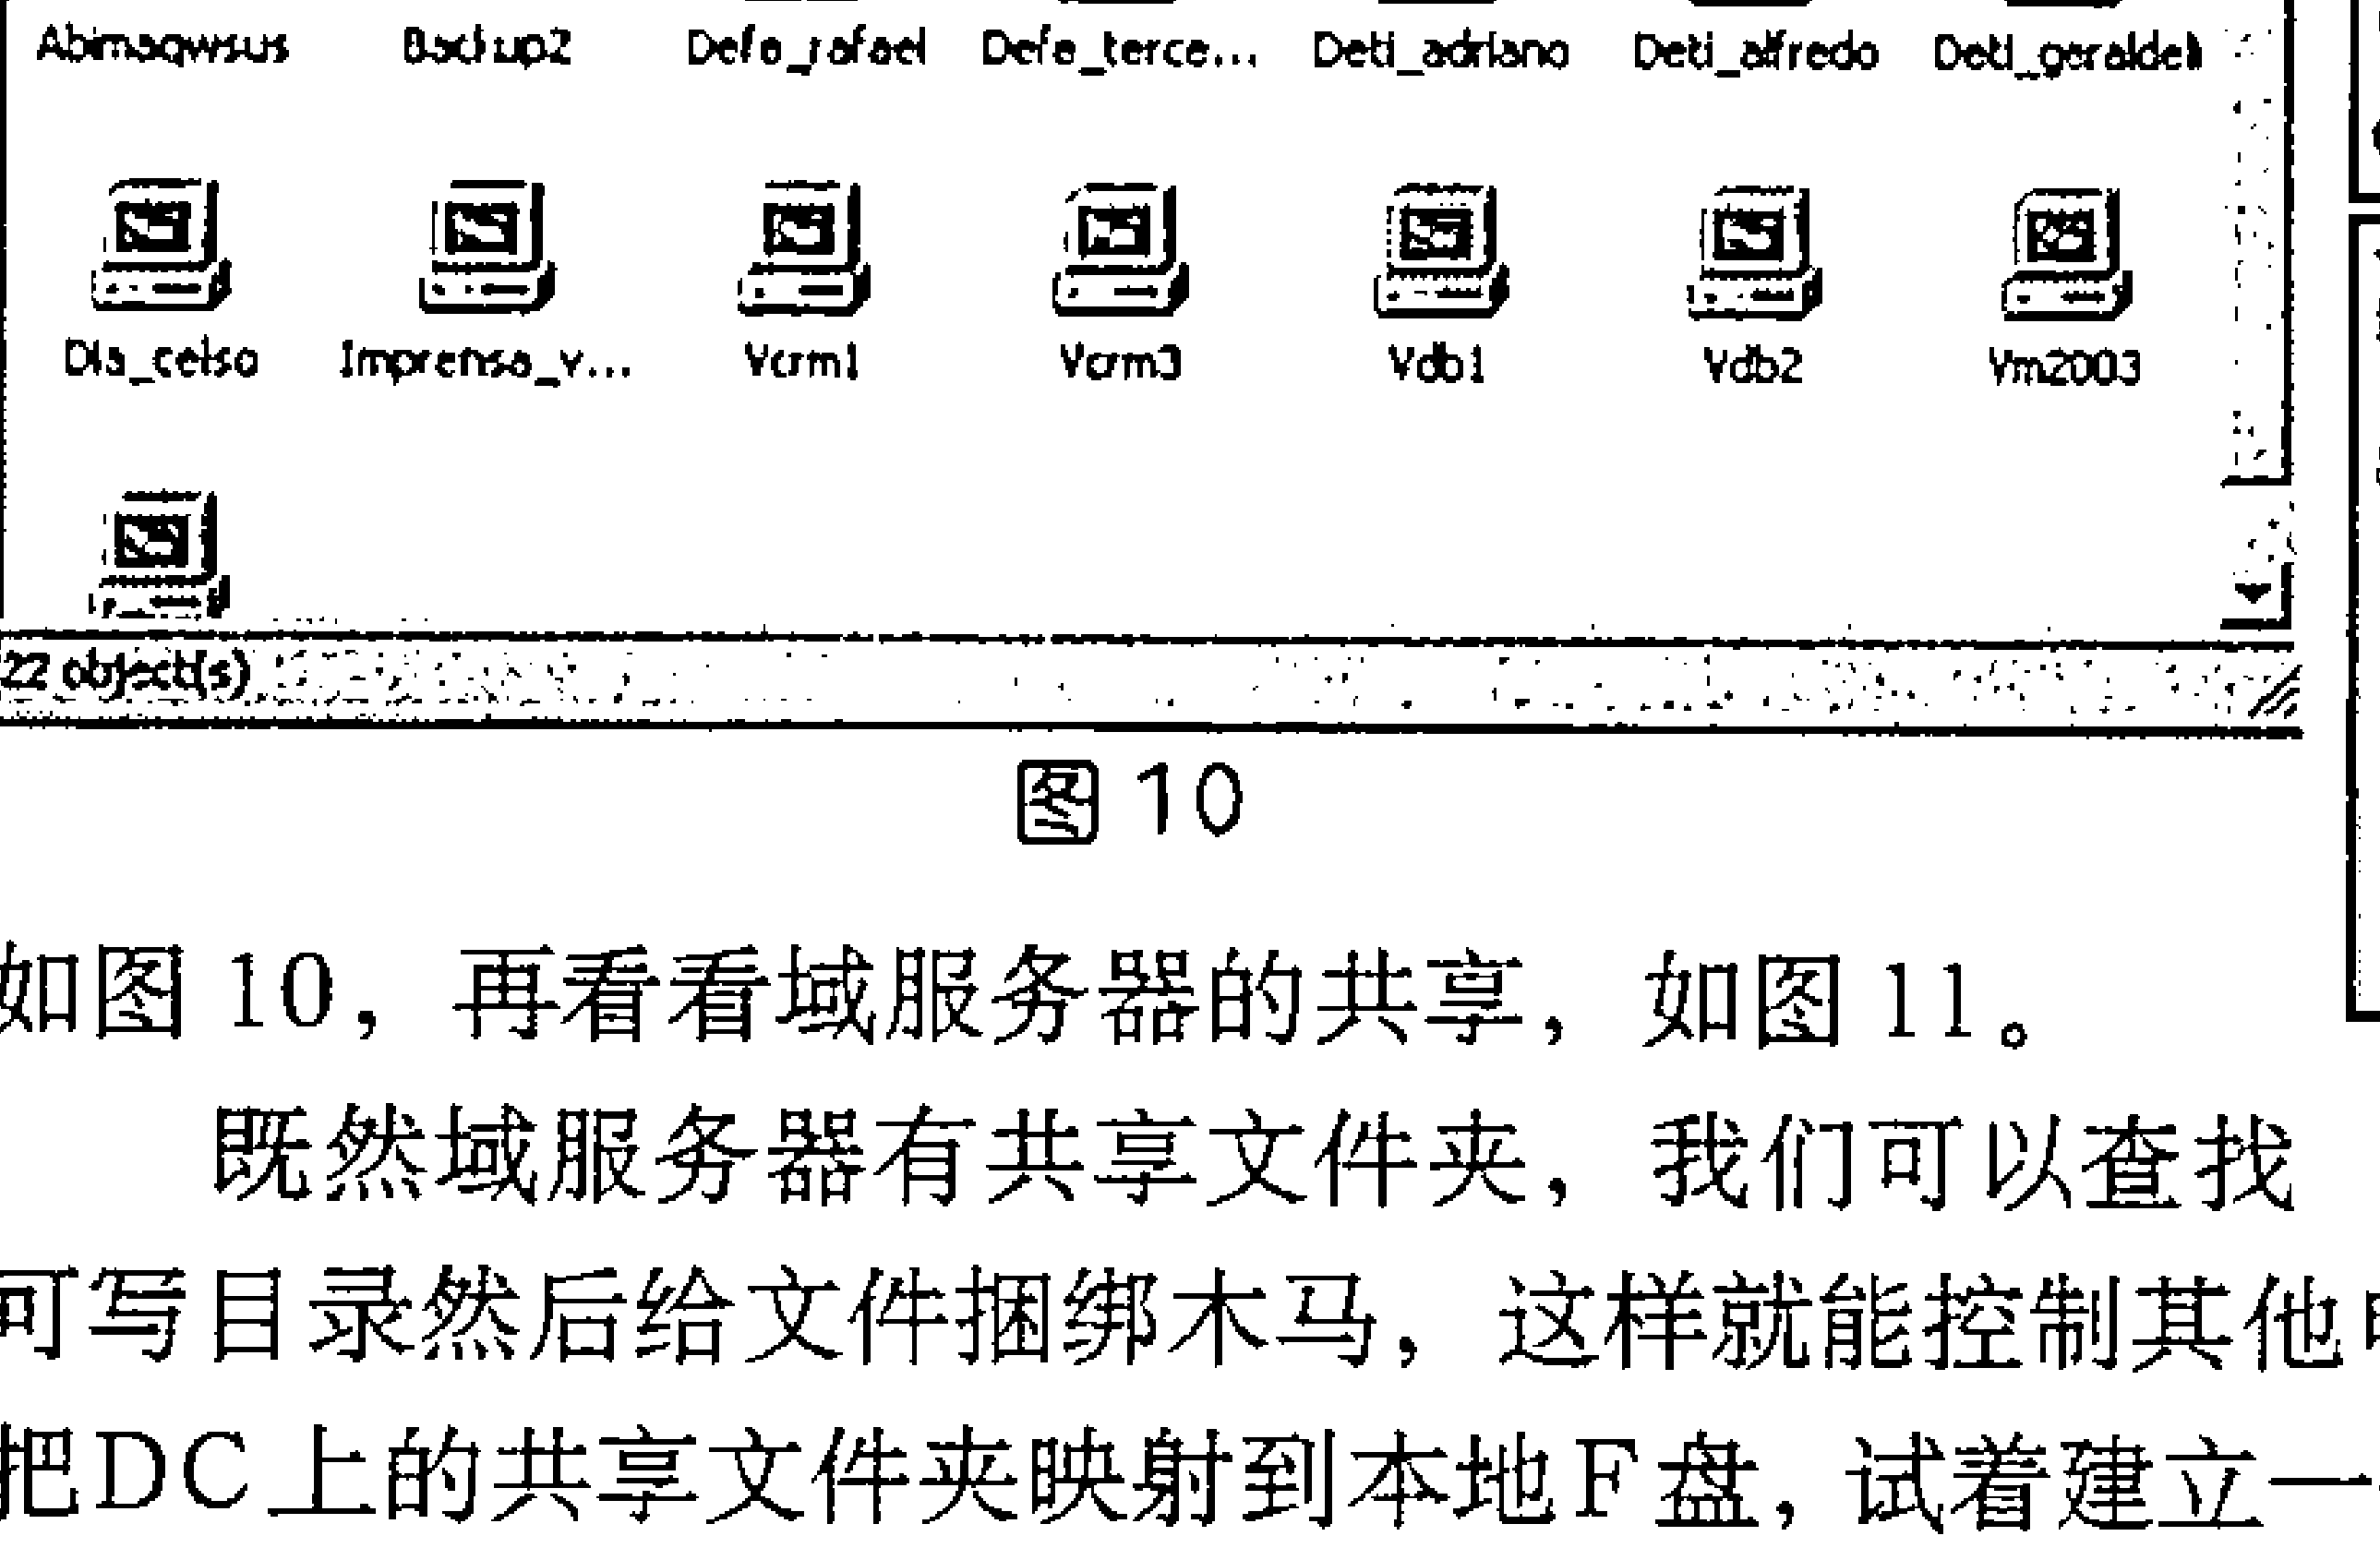 Abimaqwsus Backup2 Defa_rafael Defe_terce... Deti_adriano Deti_alfredo Deti_geraldeli
Dia_celso Imprensa_v... Vcrm1 Vcrm3 Vdb1 Vdb2 Vm2003
22 object(s)
图 10
如图 10，再看看域服务器的共享，如图 11。
既然域服务器有共享文件夹，我们可以查找
可写目录然后给文件捆绑木马，这样就能控制其他
把DC上的共享文件夹映射到本地F盘，试着建立一